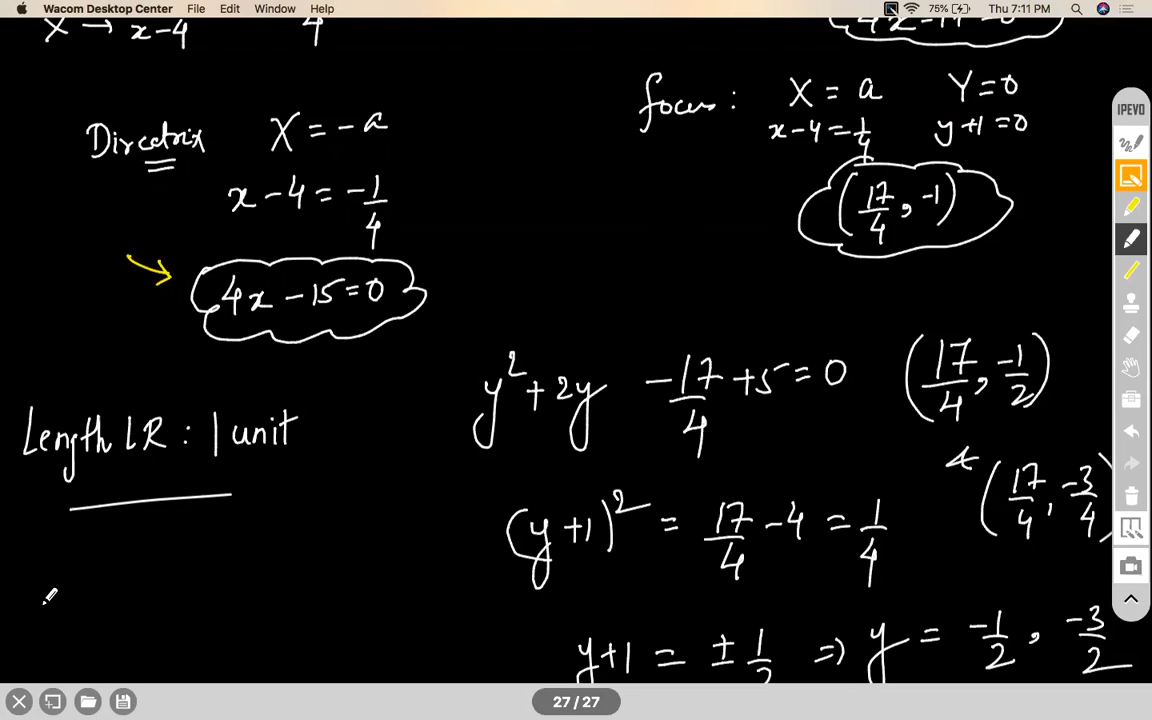 Wacom Desktop Center File Edit Window Help 75% Thu 7:11 PM
X → x-4
4
4x-17=0
Directrix X = -a
x-4 = -1/4
4x-15=0
Length LR : 1 unit
focus : X = a Y = 0
x-4 = 1/4 y+1 = 0
(17/4, -1)
y² + 2y -17/4 + 5 = 0
(17/4, -1/2)
&
(17/4, -3/4)
(y+1)² = 17/4 - 4 = 1/4
y+1 = ± 1/2 ⇒ y = -1/2, -3/2
IPEVO
27 / 27